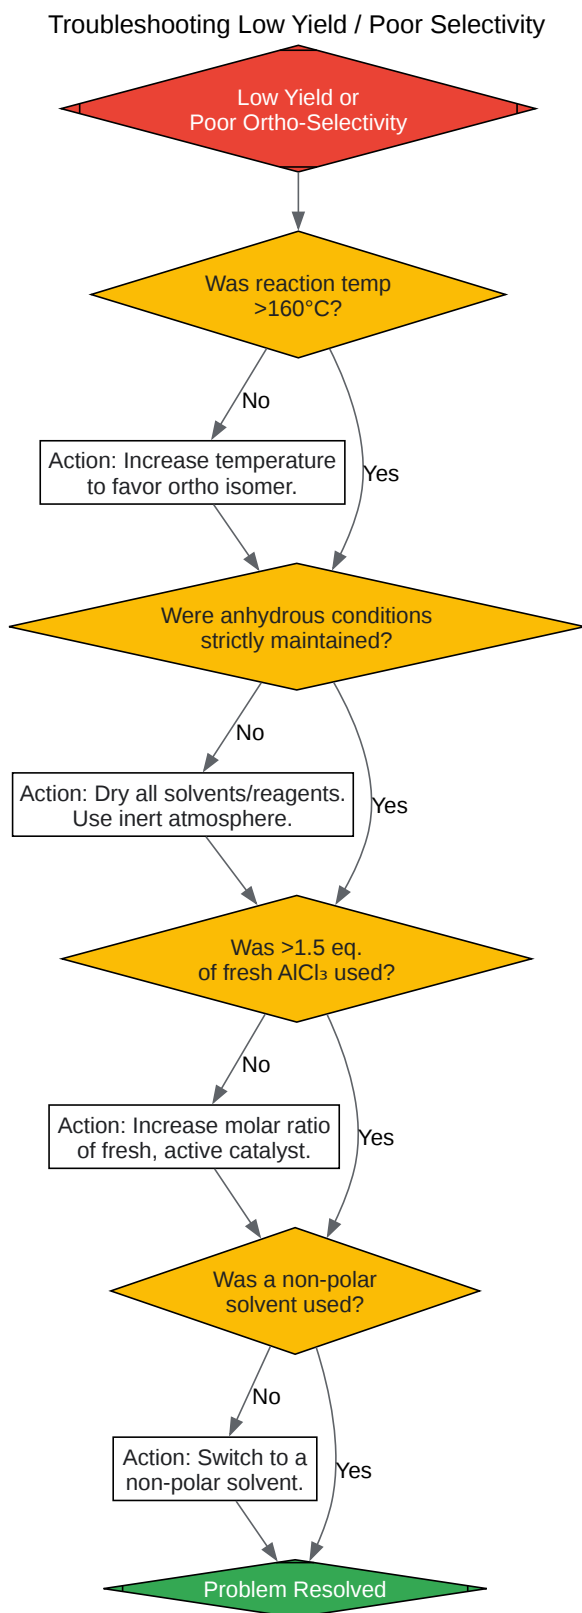 Troubleshooting Low Yield / Poor Selectivity
Low Yield or
Poor Ortho-Selectivity
Was reaction temp
>160°C?
No
Action: Increase temperature
to favor ortho isomer.
Yes
Were anhydrous conditions
strictly maintained?
No
Action: Dry all solvents/reagents.
Use inert atmosphere.
Yes
Was >1.5 eq.
of fresh AlCl₃ used?
No
Action: Increase molar ratio
of fresh, active catalyst.
Yes
Was a non-polar
solvent used?
No
Action: Switch to a
non-polar solvent.
Yes
Problem Resolved